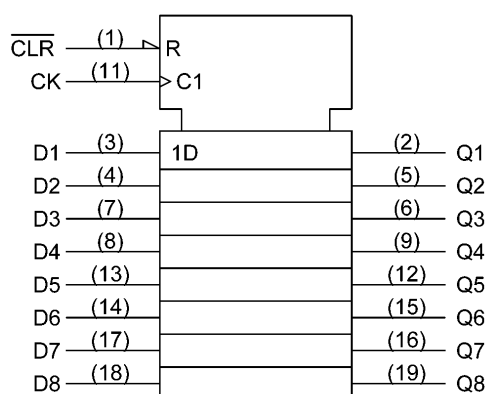 CLR (1) R
CK (11) C1
D1 (3) 1D (2) Q1
D2 (4) (5) Q2
D3 (7) (6) Q3
D4 (8) (9) Q4
D5 (13) (12) Q5
D6 (14) (15) Q6
D7 (17) (16) Q7
D8 (18) (19) Q8